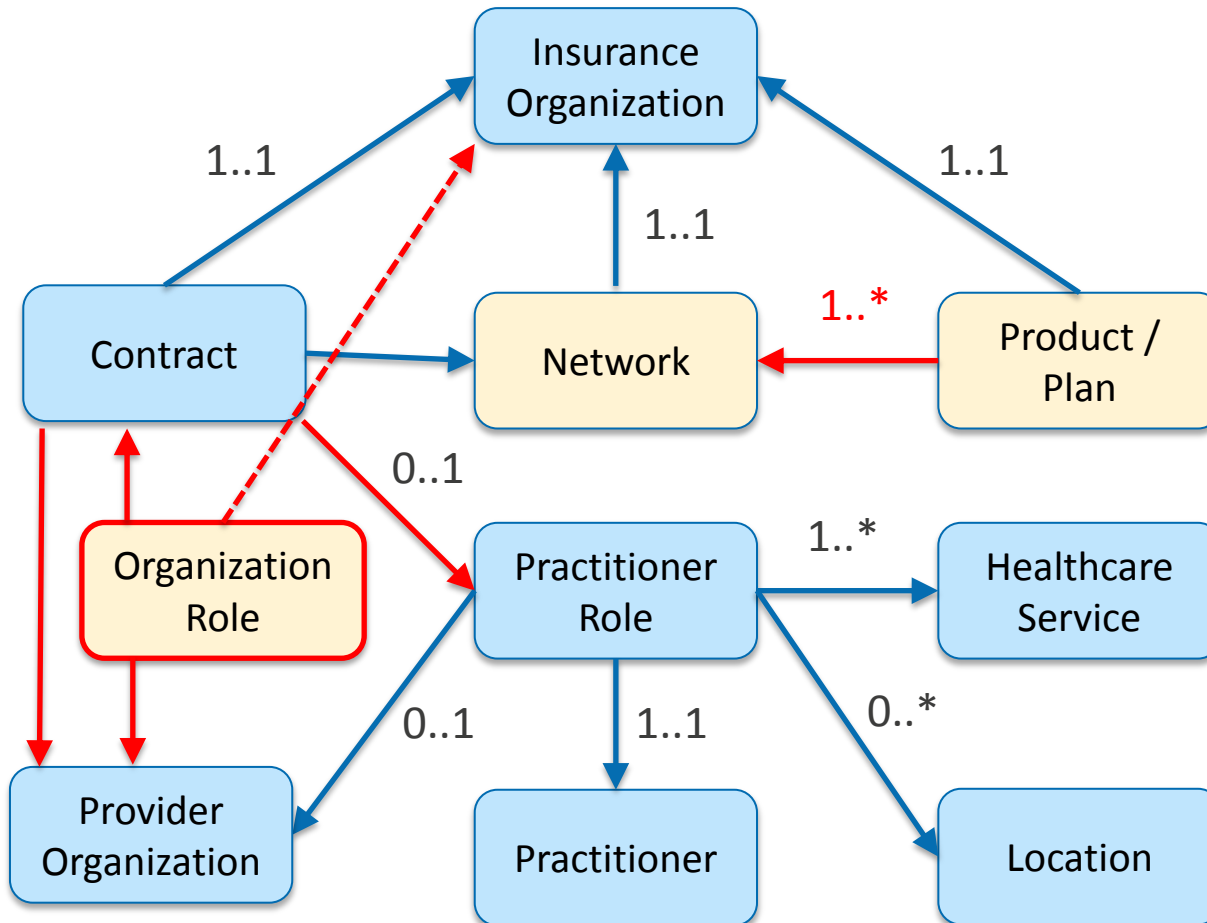 Insurance
Organization
1..1
1..1
1..1
Contract
Network
1..*
Product /
Plan
0..1
Organization
Role
Practitioner
Role
1..*
Healthcare
Service
0..1
1..1
0..*
Provider
Organization
Practitioner
Location